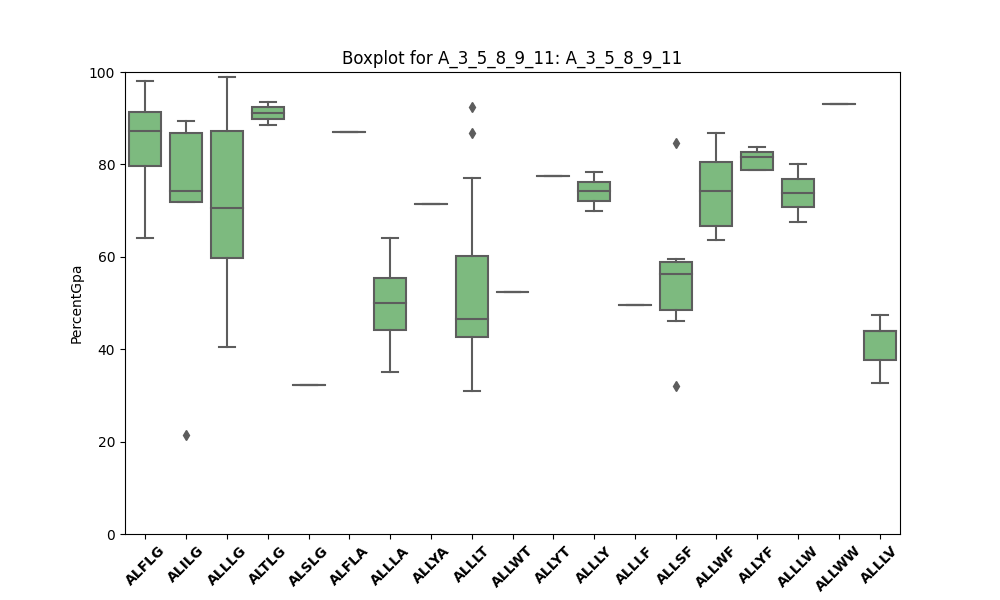 Boxplot for A_3_5_8_9_11: A_3_5_8_9_11
100
80
60
40
20
0
PercentGpa
ALFLG
ALILG
ALLLG
ALTLG
ALSLG
ALFLA
ALLLA
ALLYA
ALLLT
ALLWT
ALLYT
ALLLY
ALLLF
ALLSF
ALLWF
ALLYF
ALLLW
ALLWW
ALLLV